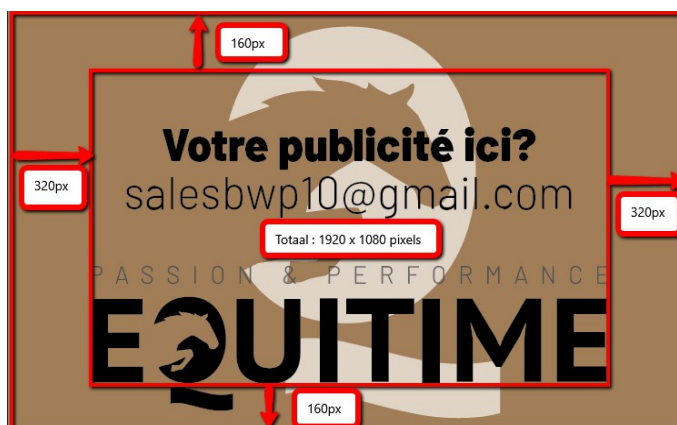 160px
Votre publicité ici?
320px
salesbwp10@gmail.com
320px
Totaal : 1920 x 1080 pixels
PASSION & PERFORMANCE
EQUITIME
160px